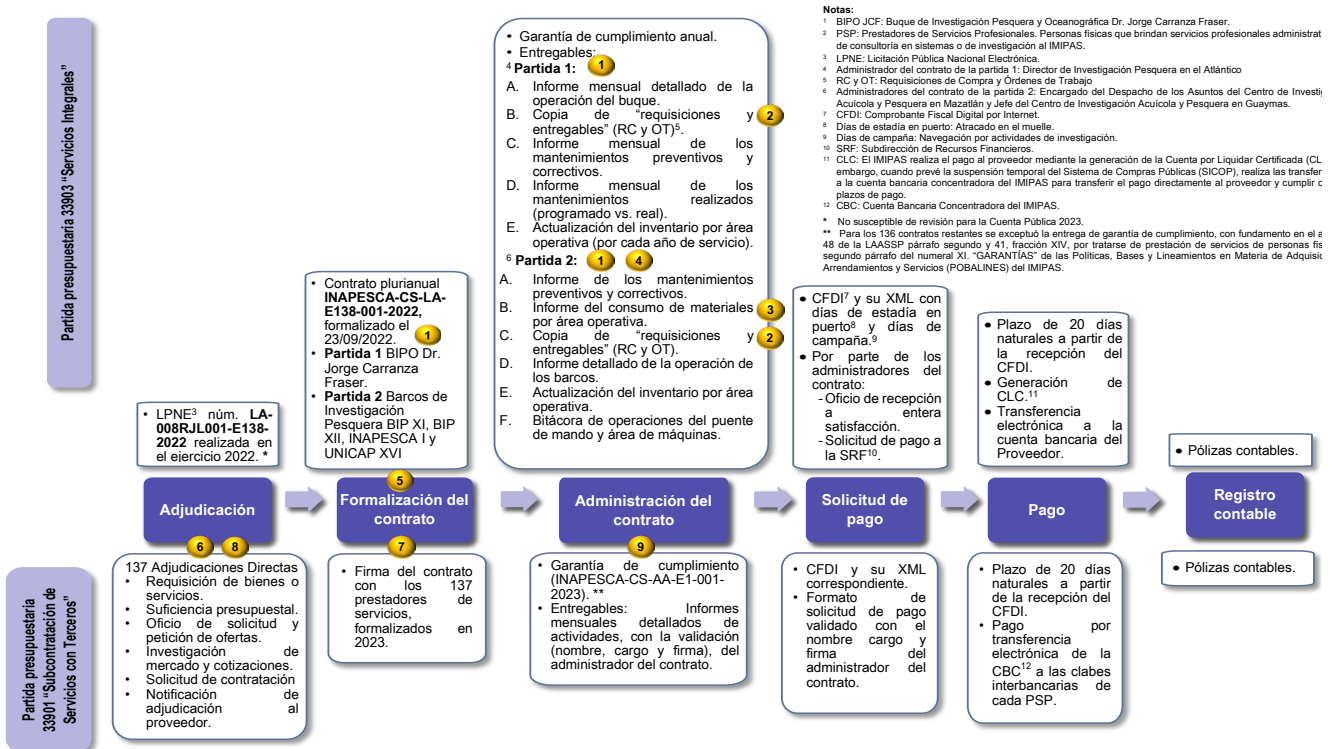 Partida presupuestaria 33903 “Servicios Integrales”
• Garantía de cumplimiento anual.
• Entregables:
4 Partida 1: 1
A. Informe mensual detallado de la
operación del buque.
B. Copia de “requisiciones y 2
entregables” (RC y OT)5.
C. Informe mensual de los
mantenimientos preventivos y
correctivos.
D. Informe mensual de los
mantenimientos realizados
(programado vs. real).
E. Actualización del inventario por área
operativa (por cada año de servicio).
6 Partida 2: 1 4
A. Informe de los mantenimientos
preventivos y correctivos.
B. Informe del consumo de materiales 3
por área operativa.
C. Copia de “requisiciones y 2
entregables” (RC y OT).
D. Informe detallado de la operación de
los barcos.
E. Actualización del inventario por área
operativa.
F. Bitácora de operaciones del puente
de mando y área de máquinas.
Notas:
1 BIPO JCF: Buque de Investigación Pesquera y Oceanográfica Dr. Jorge Carranza Fraser.
2 PSP: Prestadores de Servicios Profesionales. Personas físicas que brindan servicios profesionales administrat
de consultoría en sistemas o de investigación al IMIPAS.
3 LPNE: Licitación Pública Nacional Electrónica.
4 Administrador del contrato de la partida 1: Director de Investigación Pesquera en el Atlántico
5 RC y OT: Requisiciones de Compra y Órdenes de Trabajo
6 Administradores del contrato de la partida 2: Encargado del Despacho de los Asuntos del Centro de Investig
Acuícola y Pesquera en Mazatlán y Jefe del Centro de Investigación Acuícola y Pesquera en Guaymas.
7 CFDI: Comprobante Fiscal Digital por Internet.
8 Días de estadía en puerto: Atracado en el muelle.
9 Días de campaña: Navegación por actividades de investigación.
10 SRF: Subdirección de Recursos Financieros.
11 CLC: El IMIPAS realiza el pago al proveedor mediante la generación de la Cuenta por Liquidar Certificada (CL
embargo, cuando prevé la suspensión temporal del Sistema de Compras Públicas (SICOP), realiza las transfer
a la cuenta bancaria concentradora del IMIPAS para transferir el pago directamente al proveedor y cumplir c
plazos de pago.
12 CBC: Cuenta Bancaria Concentradora del IMIPAS.
* No susceptible de revisión para la Cuenta Pública 2023.
** Para los 136 contratos restantes se exceptuó la entrega de garantía de cumplimiento, con fundamento en el a
48 de la LAASSP párrafo segundo y 41, fracción XIV, por tratarse de prestación de servicios de personas fís
segundo párrafo del numeral XI. “GARANTÍAS” de las Políticas, Bases y Lineamientos en Materia de Adquisic
Arrendamientos y Servicios (POBALINES) del IMIPAS.
• LPNE3 núm. LA-
008RJL001-E138-
2022 realizada en
el ejercicio 2022. *
• Contrato plurianual
INAPESCA-CS-LA-
E138-001-2022,
formalizado el
23/09/2022. 1
• Partida 1 BIPO Dr.
Jorge Carranza
Fraser.
• Partida 2 Barcos de
Investigación
Pesquera BIP XI, BIP
XII, INAPESCA I y
UNICAP XVI
• CFDI7 y su XML con
días de estadía en
puerto8 y días de
campaña.9
• Por parte de los
administradores del
contrato:
- Oficio de recepción
a entera
satisfacción.
- Solicitud de pago a
la SRF10.
• Plazo de 20 días
naturales a partir de
la recepción del
CFDI.
• Generación de
CLC.11
• Transferencia
electrónica a la
cuenta bancaria del
Proveedor.
• Pólizas contables.
Adjudicación
5
Formalización del
contrato
Administración del
contrato
Solicitud de
pago
Pago
Registro
contable
6 8
7
9
Partida presupuestaria
33901 “Subcontratación de
Servicios con Terceros”
137 Adjudicaciones Directas
• Requisición de bienes o
servicios.
• Suficiencia presupuestal.
• Oficio de solicitud y
petición de ofertas.
• Investigación de
mercado y cotizaciones.
• Solicitud de contratación
• Notificación de
adjudicación al
proveedor.
• Firma del contrato
con los 137
prestadores de
servicios,
formalizados en
2023.
• Garantía de cumplimiento
(INAPESCA-CS-AA-E1-001-
2023). **
• Entregables: Informes
mensuales detallados de
actividades, con la validación
(nombre, cargo y firma), del
administrador del contrato.
• CFDI y su XML
correspondiente.
• Formato de
solicitud de pago
validado con el
nombre cargo y
firma del
administrador del
contrato.
• Plazo de 20 días
naturales a partir
de la recepción del
CFDI.
• Pago por
transferencia
electrónica de la
CBC12 a las clabes
interbancarias de
cada PSP.
• Pólizas contables.